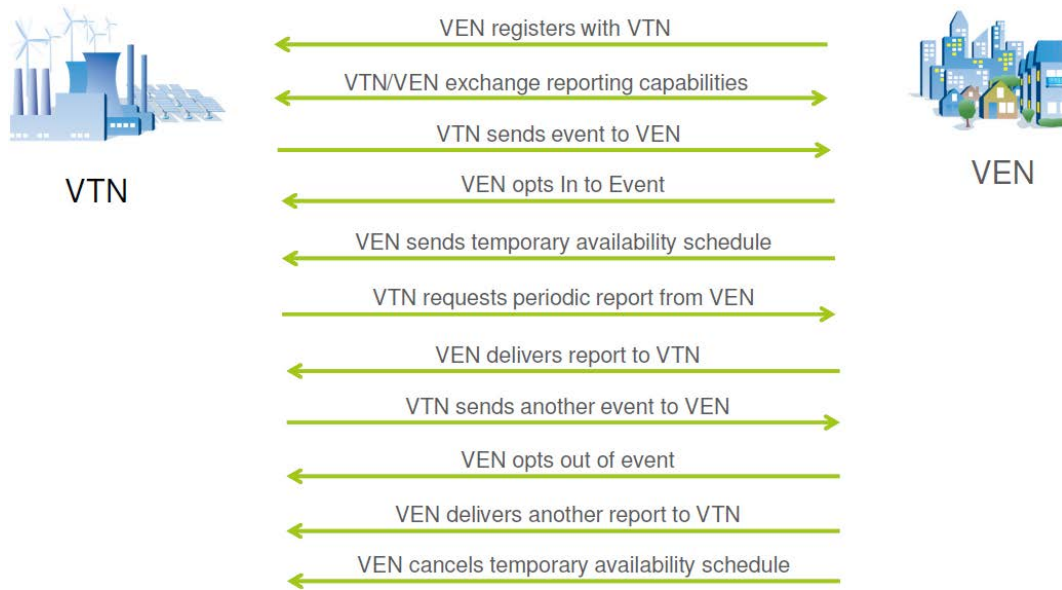 VEN registers with VTN
VTN/VEN exchange reporting capabilities
VTN sends event to VEN
VTN
VEN
VEN opts In to Event
VEN sends temporary availability schedule
VTN requests periodic report from VEN
VEN delivers report to VTN
VTN sends another event to VEN
VEN opts out of event
VEN delivers another report to VTN
VEN cancels temporary availability schedule